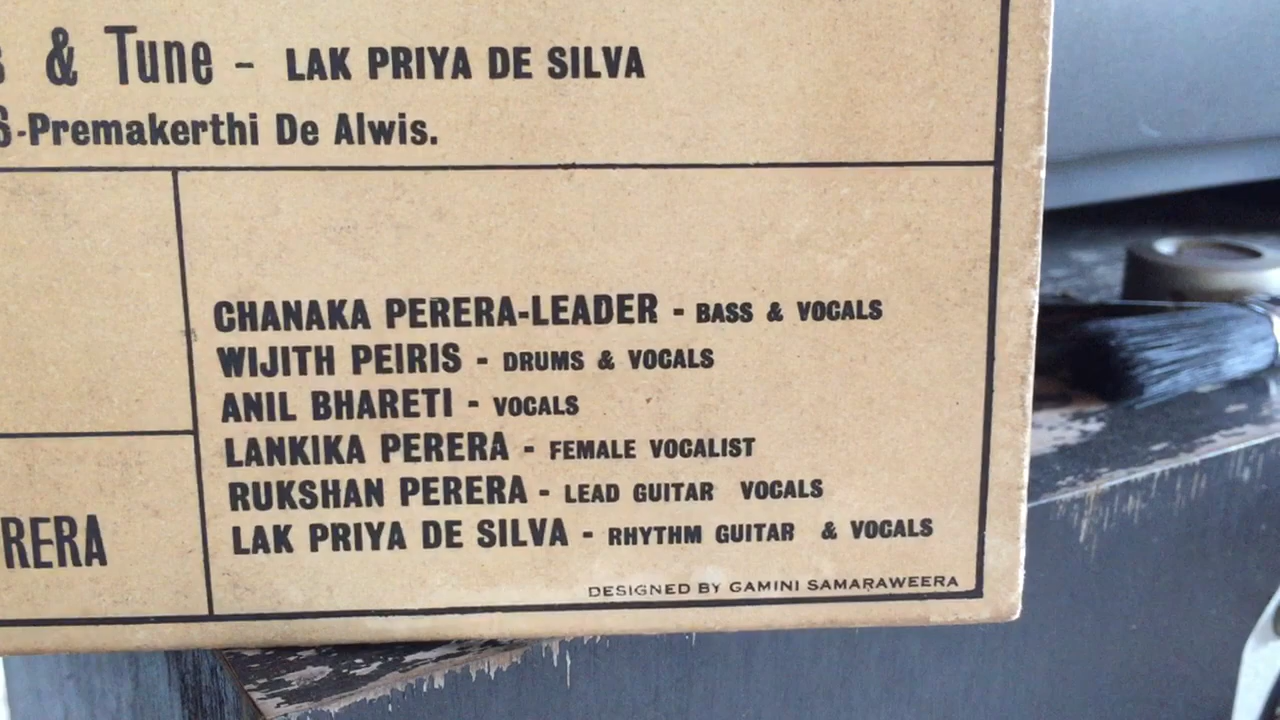 & Tune - LAK PRIYA DE SILVA
-Premakerthi De Alwis.
CHANAKA PERERA-LEADER - BASS & VOCALS
WIJITH PEIRIS - DRUMS & VOCALS
ANIL BHARETI - VOCALS
LANKIKA PERERA - FEMALE VOCALIST
RUKSHAN PERERA - LEAD GUITAR VOCALS
LAK PRIYA DE SILVA - RHYTHM GUITAR & VOCALS
RERA
DESIGNED BY GAMINI SAMARAWEERA